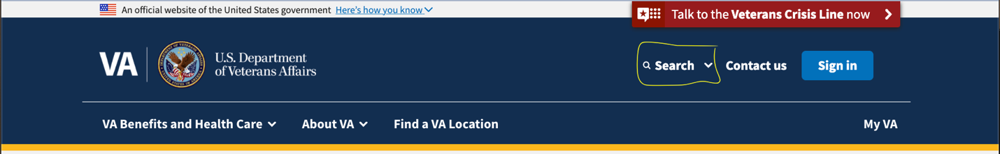 An official website of the United States government Here's how you know
Talk to the Veterans Crisis Line now
VA
U.S. Department
of Veterans Affairs
Search
Contact us
Sign in
VA Benefits and Health Care
About VA
Find a VA Location
My VA